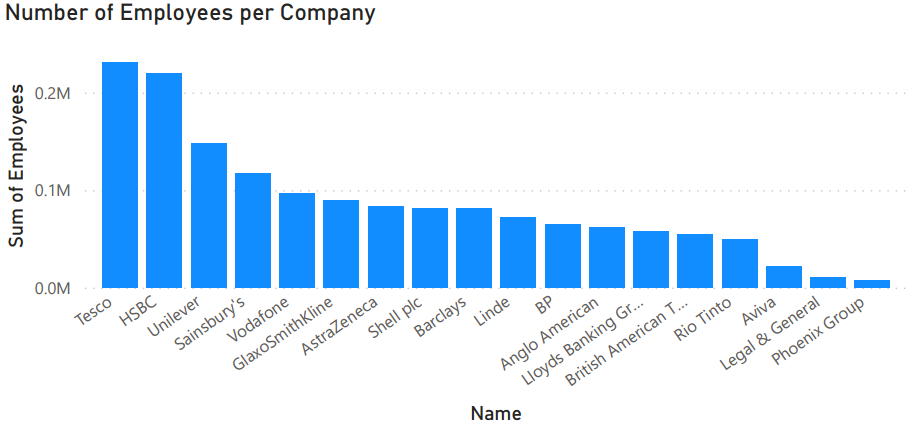 Number of Employees per Company
Sum of Employees
0.2M
0.1M
0.0M
Tesco
HSBC
Unilever
Sainsbury's
Vodafone
GlaxoSmithKline
AstraZeneca
Shell plc
Barclays
Linde
BP
Anglo American
Lloyds Banking Gr...
British American T...
Rio Tinto
Aviva
Legal & General
Phoenix Group
Name